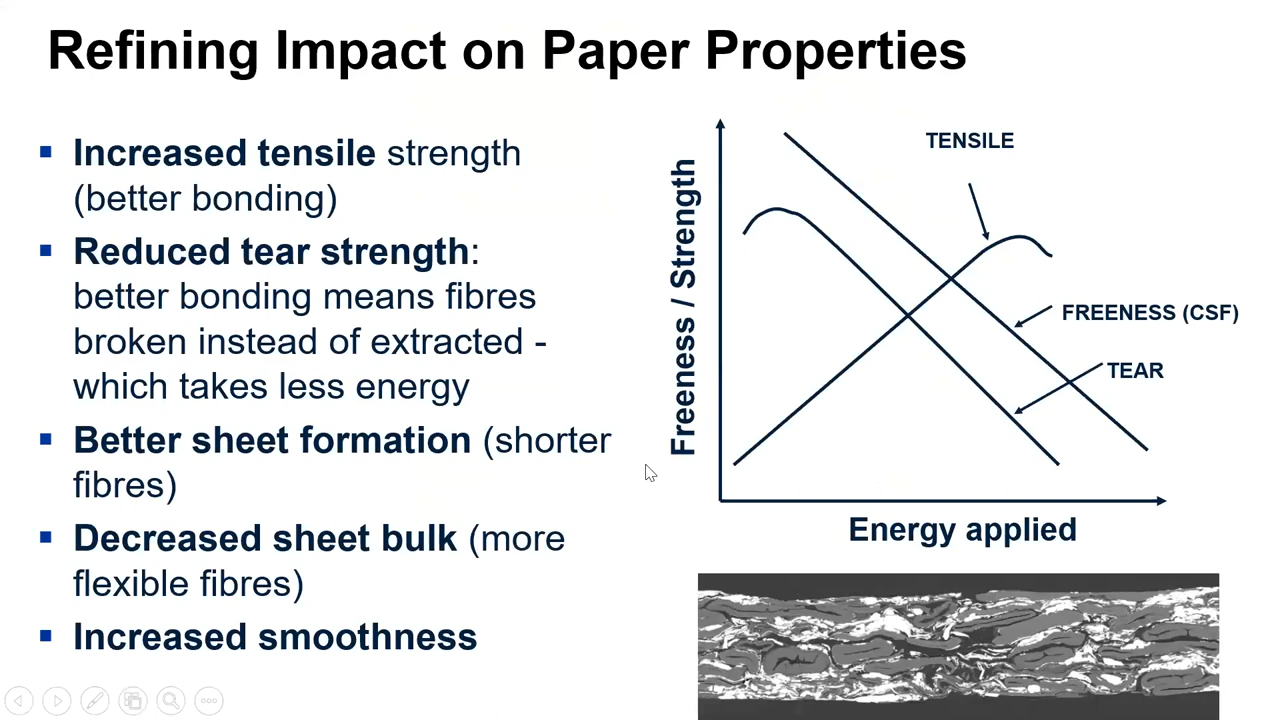 Refining Impact on Paper Properties
Increased tensile strength
(better bonding)
Reduced tear strength:
better bonding means fibres
broken instead of extracted -
which takes less energy
Better sheet formation (shorter
fibres)
Decreased sheet bulk (more
flexible fibres)
Increased smoothness
Freeness / Strength
TENSILE
FREENESS (CSF)
TEAR
Energy applied